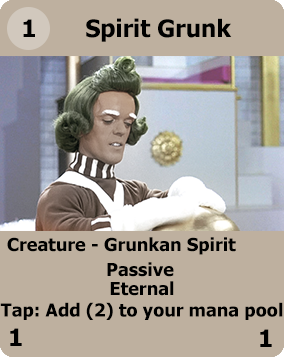 1 Spirit Grunk
Creature - Grunkan Spirit
Passive
Eternal
Tap: Add (2) to your mana pool
1 1